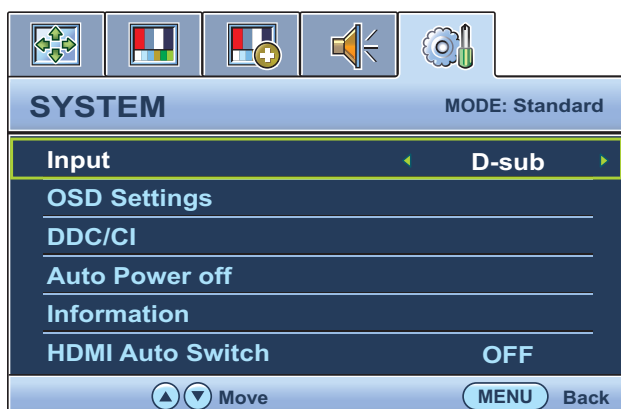 SYSTEM MODE: Standard
Input D-sub
OSD Settings
DDC/CI
Auto Power off
Information
HDMI Auto Switch OFF
Move MENU Back